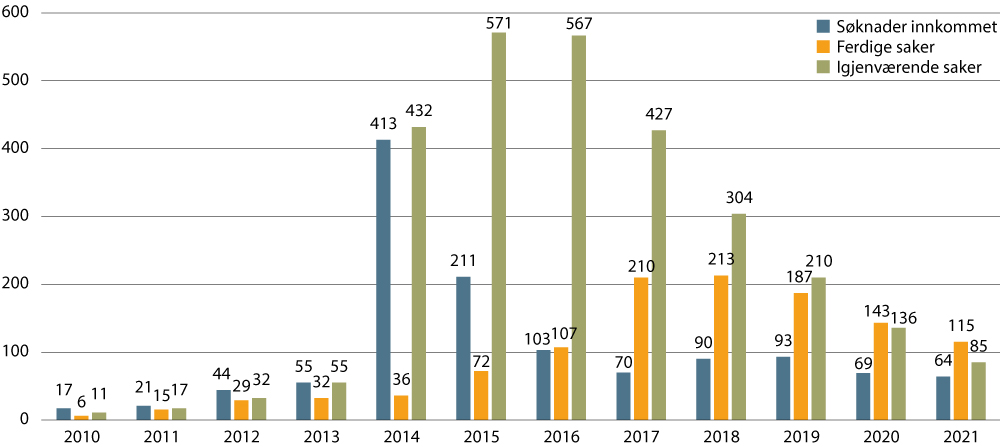 600
Søknader innkommet
Ferdige saker
Igjenværende saker
500
400
300
200
100
0
17 6 11
21 15 17
44 29 32
55 32 55
413 36 432
211 72 571
103 107 567
70 210 427
90 213 304
93 187 210
69 143 136
64 115 85
2010 2011 2012 2013 2014 2015 2016 2017 2018 2019 2020 2021